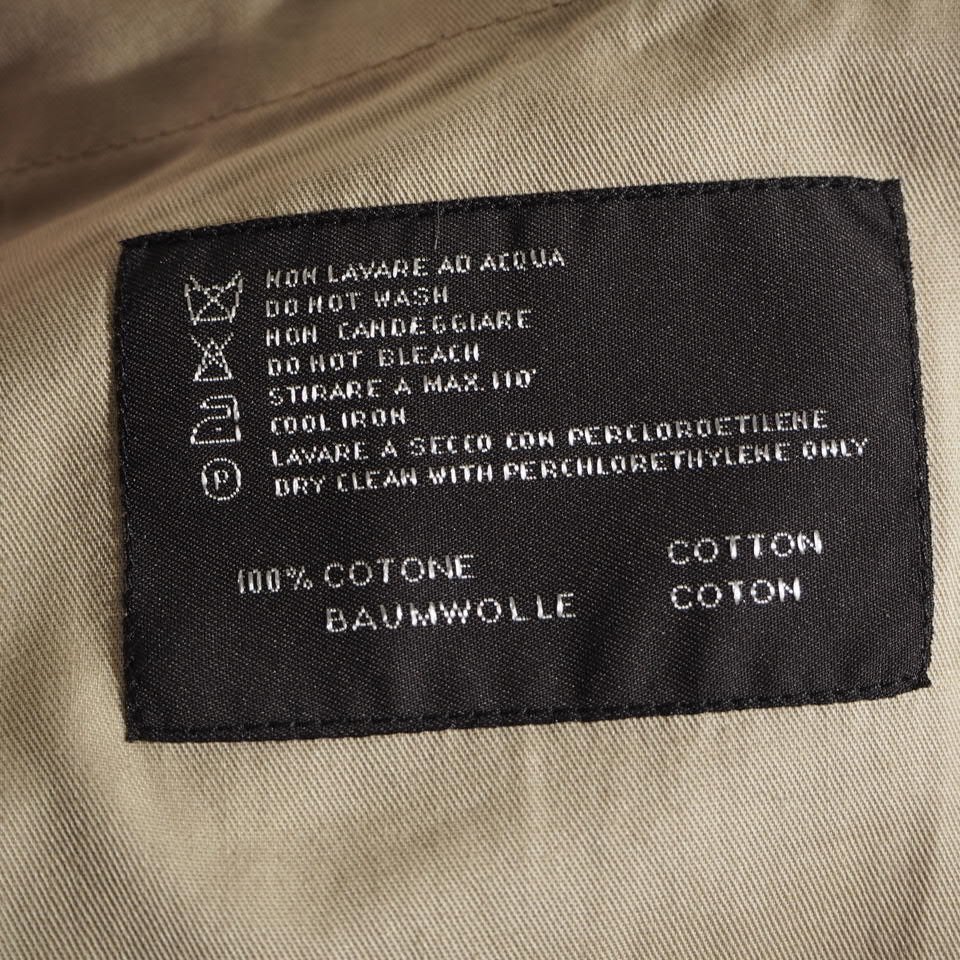 NON LAVARE AD ACQUA
DO NOT WASH
NON CANDEGGIARE
DO NOT BLEACH
STIRARE A MAX. 110°
COOL IRON
LAVARE A SECCO CON PERCLOROETILENE
DRY CLEAN WITH PERCHLORETHYLENE ONLY
P
100% COTONE COTTON
BAUMWOLLE COTON